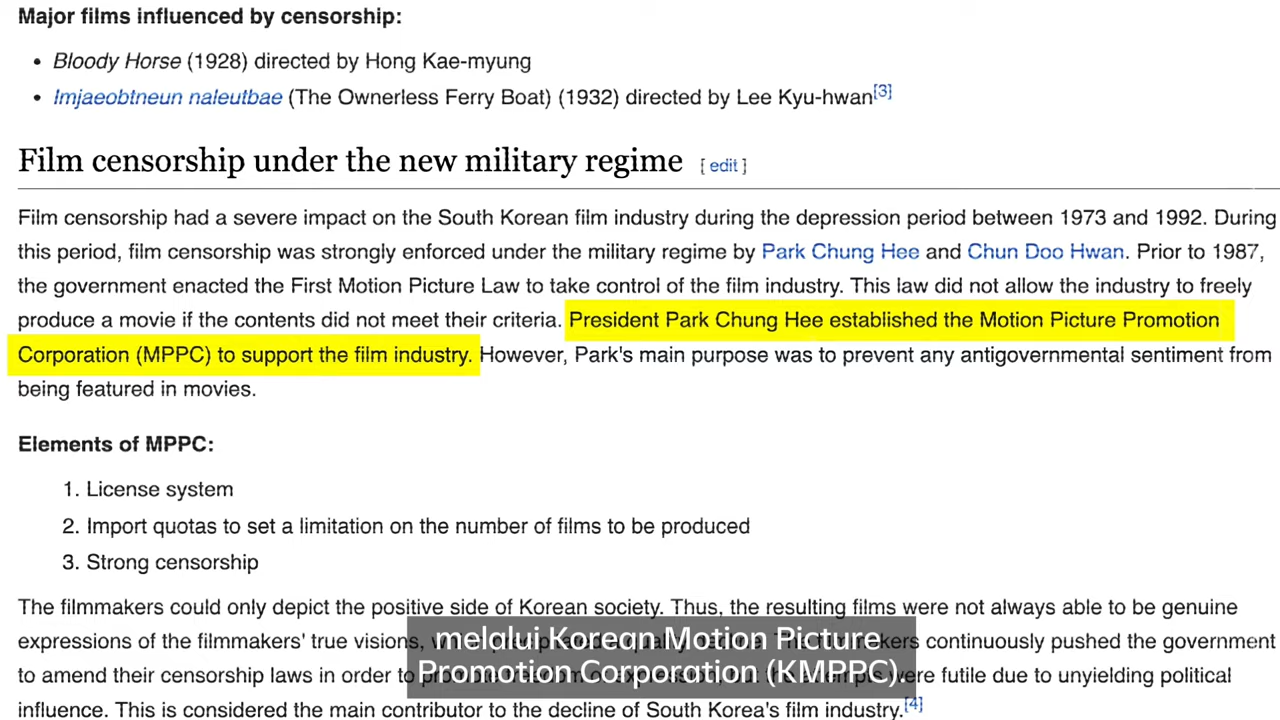 Major films influenced by censorship:
• Bloody Horse (1928) directed by Hong Kae-myung
• Imjaeobtneun naleutbae (The Ownerless Ferry Boat) (1932) directed by Lee Kyu-hwan[3]
Film censorship under the new military regime [ edit ]
Film censorship had a severe impact on the South Korean film industry during the depression period between 1973 and 1992. During
this period, film censorship was strongly enforced under the military regime by Park Chung Hee and Chun Doo Hwan. Prior to 1987,
the government enacted the First Motion Picture Law to take control of the film industry. This law did not allow the industry to freely
produce a movie if the contents did not meet their criteria. President Park Chung Hee established the Motion Picture Promotion
Corporation (MPPC) to support the film industry. However, Park's main purpose was to prevent any antigovernmental sentiment from
being featured in movies.
Elements of MPPC:
1. License system
2. Import quotas to set a limitation on the number of films to be produced
3. Strong censorship
The filmmakers could only depict the positive side of Korean society. Thus, the resulting films were not always able to be genuine
expressions of the filmmakers' true visions, continuously pushed the government
to amend their censorship laws in order to were futile due to unyielding political
influence. This is considered the main contributor to the decline of South Korea's film industry.[4]
melalui Korean Motion Picture
Promotion Corporation (KMPPC).